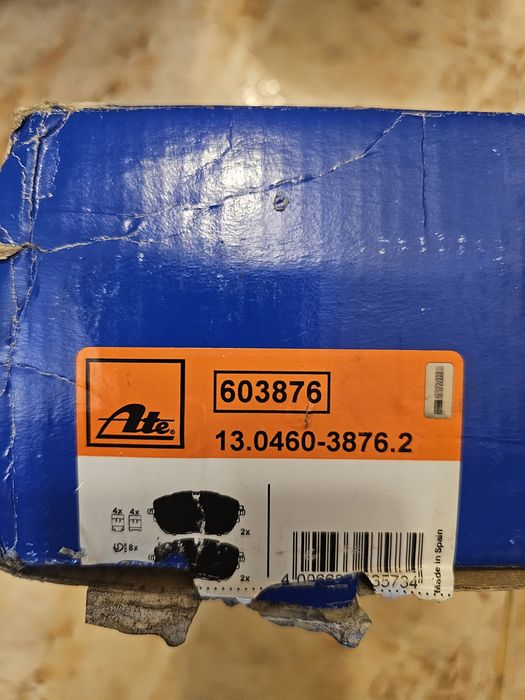 Ate®
603876
13.0460-3876.2
4x 4x
2x
8x
2x
Made in Spain